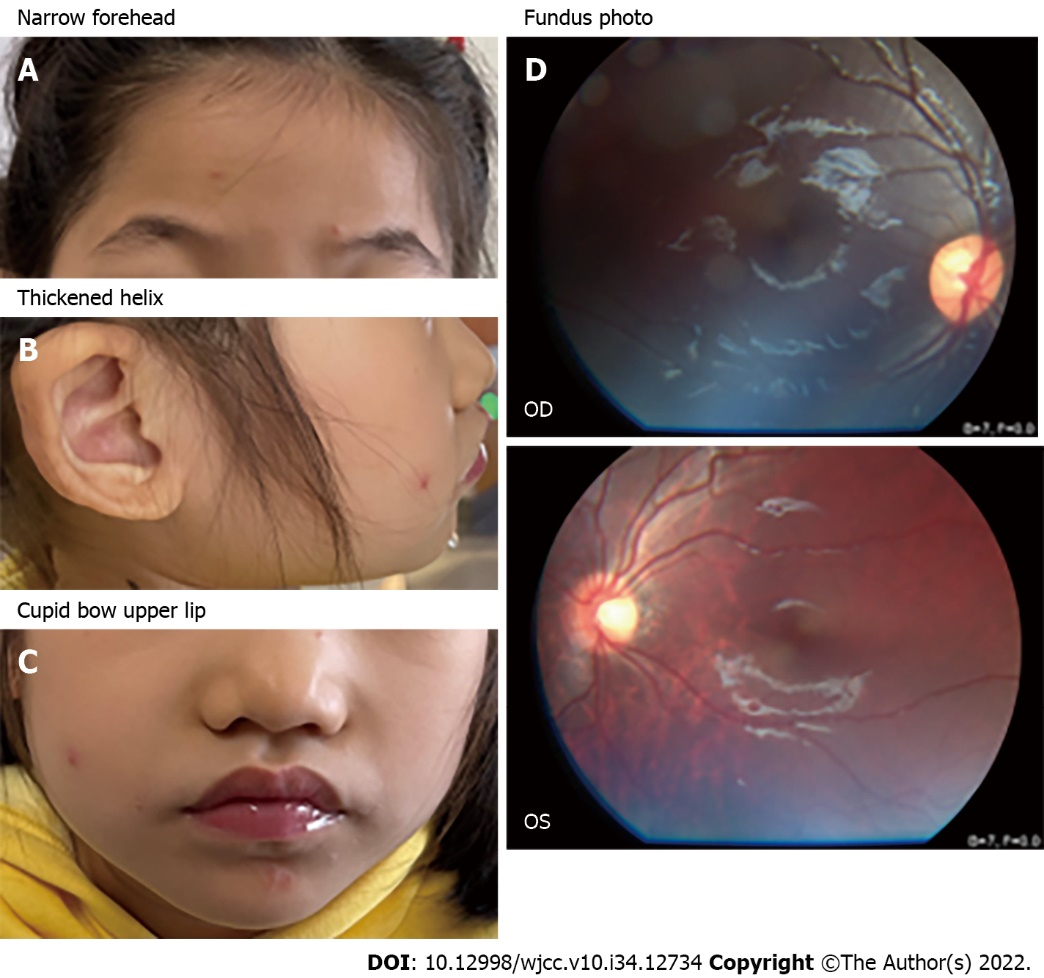 Narrow forehead
A
Thickened helix
B
Cupid bow upper lip
C
Fundus photo
D
OD
OS
DOI: 10.12998/wjcc.v10.i34.12734 Copyright ©The Author(s) 2022.